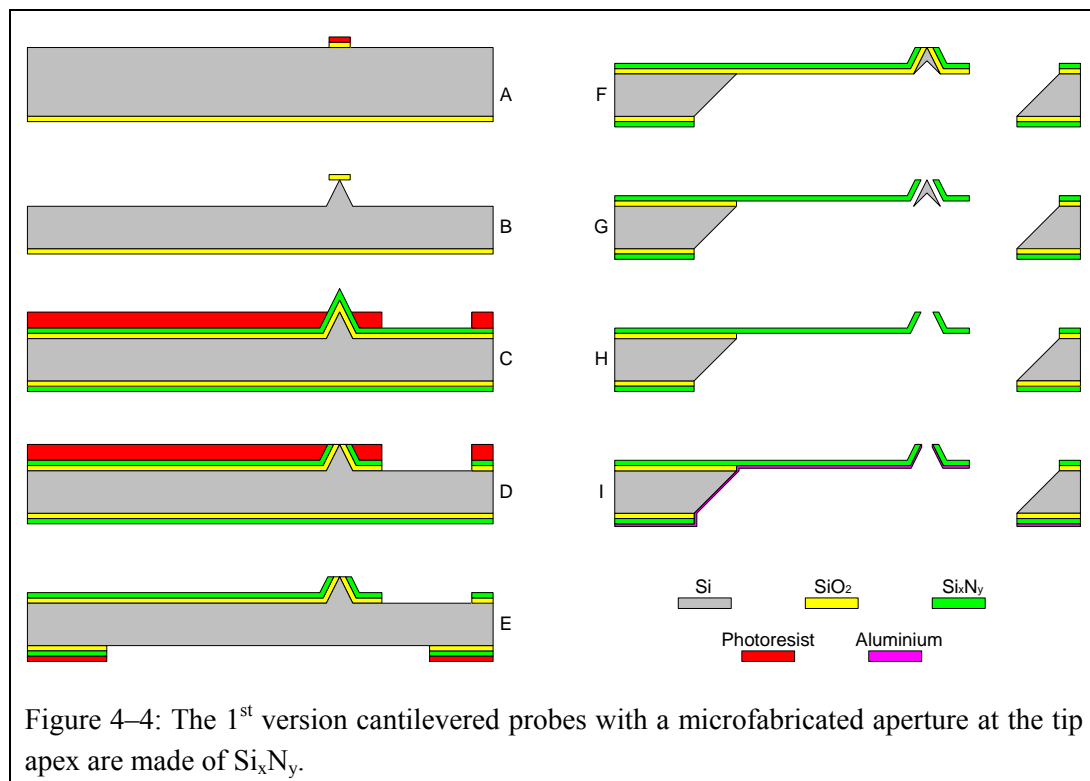 A
B
C
D
E
F
G
H
I
Si
SiO2
SixNy
Photoresist
Aluminium
Figure 4–4: The 1st version cantilevered probes with a microfabricated aperture at the tip
apex are made of SixNy.